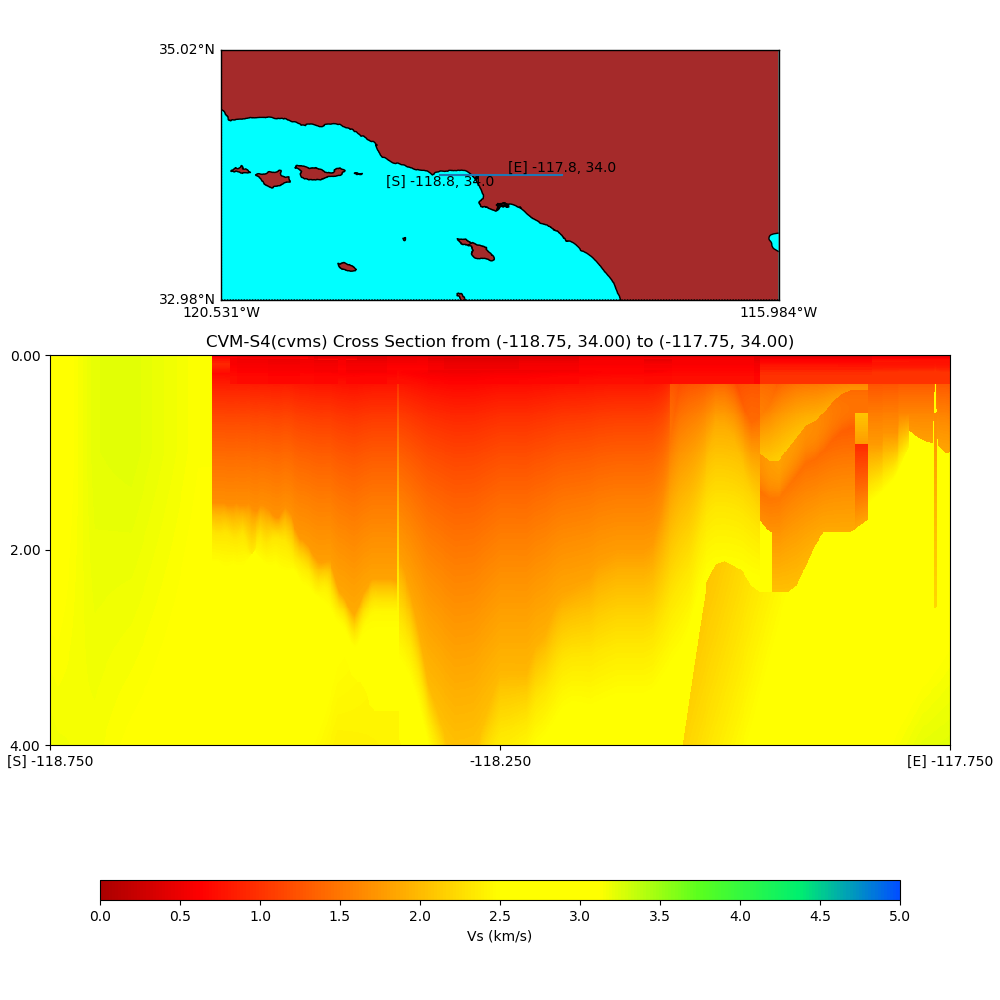 35.02°N
[E] -117.8, 34.0
[S] -118.8, 34.0
32.98°N
120.531°W 115.984°W
CVM-S4(cvms) Cross Section from (-118.75, 34.00) to (-117.75, 34.00)
0.00
2.00
4.00
[S] -118.750 -118.250 [E] -117.750
0.0 0.5 1.0 1.5 2.0 2.5 3.0 3.5 4.0 4.5 5.0
Vs (km/s)